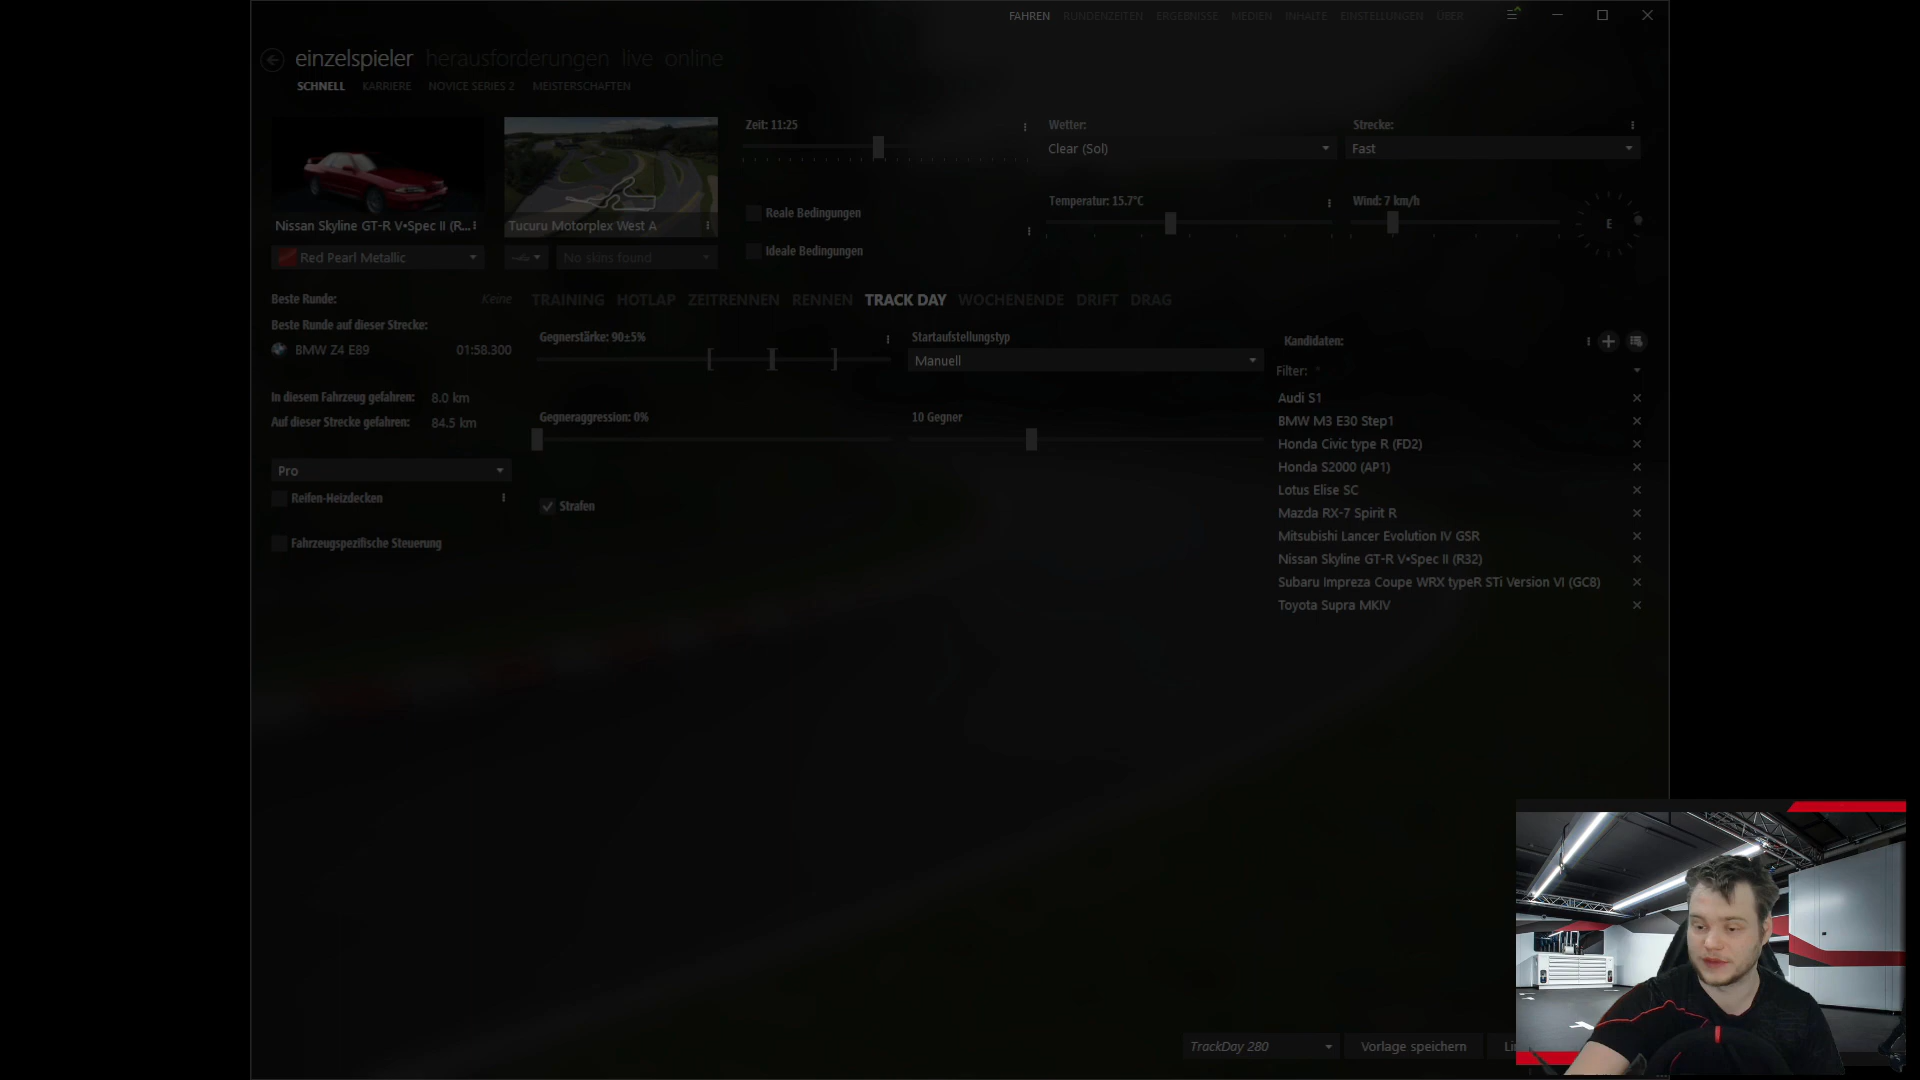 FAHREN RUNDENZEITEN ERGEBNISSE MEDIEN INHALTE EINSTELLUNGEN ÜBER
einzelspieler herausforderungen live online
SCHNELL KARRIERE NOVICE SERIES 2 MEISTERSCHAFTEN
Zeit: 11:25
Wetter:
Strecke:
Clear (Sol)
Fast
Temperatur: 15.7°C
Wind: 7 km/h
Reale Bedingungen
Nissan Skyline GT-R V•Spec II (R...
Tucuru Motorplex West A
E
Ideale Bedingungen
Red Pearl Metallic
No skins found
Beste Runde: Keine
TRAINING HOTLAP ZEITRENNEN RENNEN TRACK DAY WOCHENENDE DRIFT DRAG
Beste Runde auf dieser Strecke:
BMW Z4 E89 01:58.300
In diesem Fahrzeug gefahren: 8.0 km
Auf dieser Strecke gefahren: 84.5 km
Pro
Reifen-Heizdecken
Fahrzeugspezifische Steuerung
Gegnerstärke: 90±5%
Startaufstellungstyp
Manuell
Gegneraggression: 0%
10 Gegner
Strafen
Kandidaten:
Filter: *
Audi S1
BMW M3 E30 Step1
Honda Civic type R (FD2)
Honda S2000 (AP1)
Lotus Elise SC
Mazda RX-7 Spirit R
Mitsubishi Lancer Evolution IV GSR
Nissan Skyline GT-R V•Spec II (R32)
Subaru Impreza Coupe WRX typeR STi Version VI (GC8)
Toyota Supra MKIV
TrackDay 280
Vorlage speichern